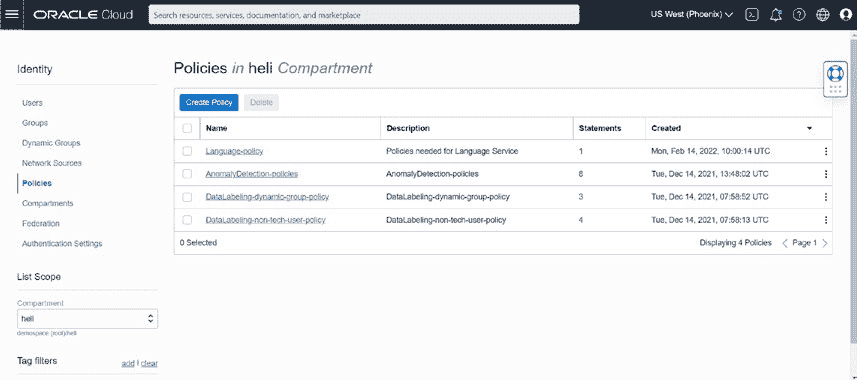 ORACLE Cloud
Search resources, services, documentation, and marketplace
US West (Phoenix)
Identity
Users
Groups
Dynamic Groups
Network Sources
Policies
Compartments
Federation
Authentication Settings
List Scope
Compartment
heli
demospace (root)/heli
Tag filters
add | clear
Policies in heli Compartment
Create Policy Delete
Name Description Statements Created
Language-policy Policies needed for Language Service 1 Mon, Feb 14, 2022, 10:00:14 UTC
AnomalyDetection-policies AnomalyDetection-policies 8 Tue, Dec 14, 2021, 13:48:02 UTC
DataLabeling-dynamic-group-policy DataLabeling-dynamic-group-policy 3 Tue, Dec 14, 2021, 07:58:52 UTC
DataLabeling-non-tech-user-policy DataLabeling-non-tech-user-policy 4 Tue, Dec 14, 2021, 07:58:13 UTC
0 Selected Displaying 4 Policies Page 1